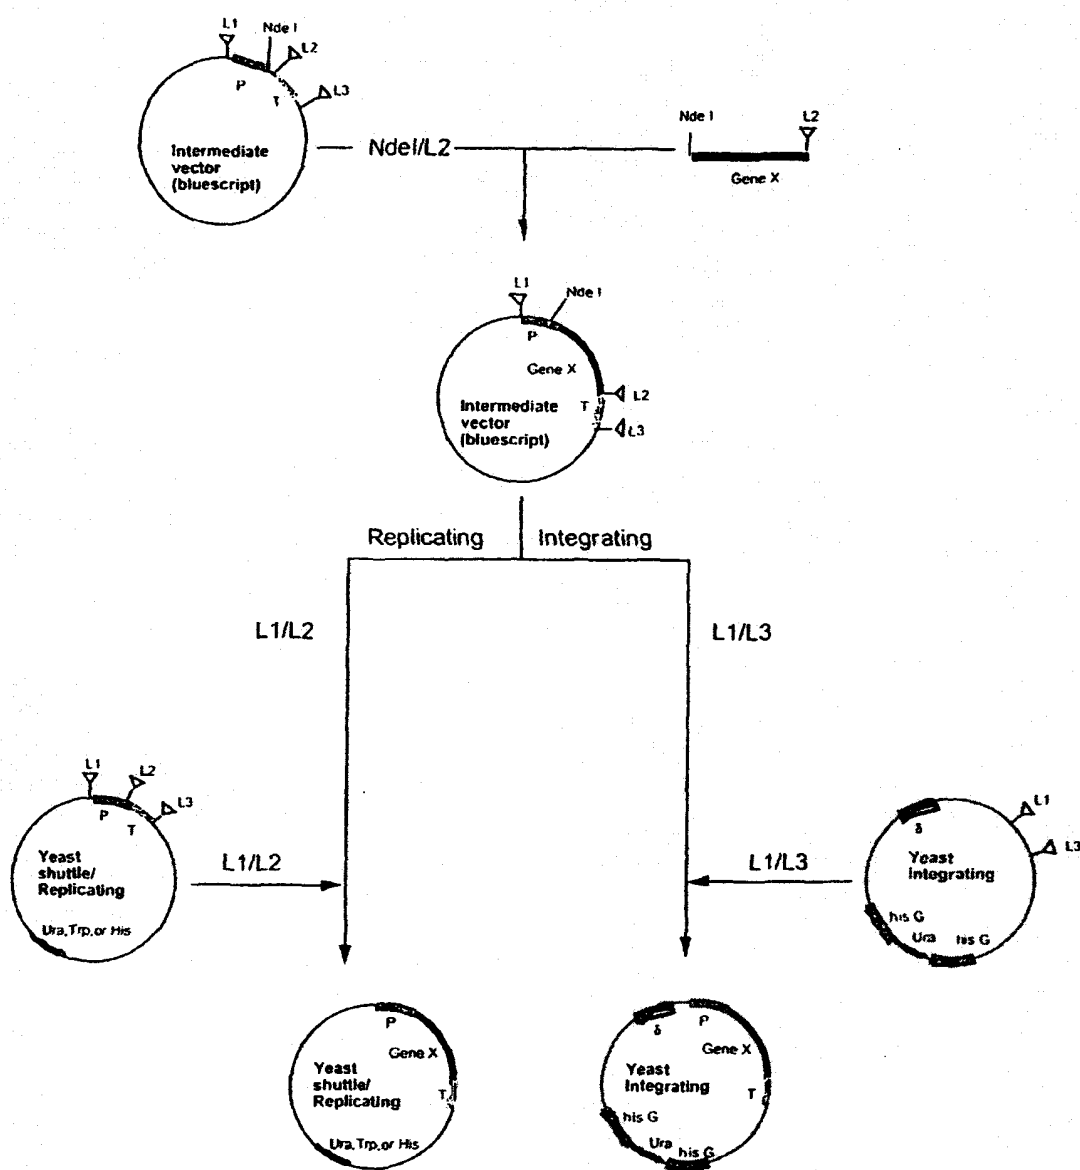 L1
Nde I
L2
P
T
L3
Intermediate
vector
(bluescript)
NdeI/L2
Nde I
L2
Gene X
L1
Nde I
P
Gene X
L2
T
L3
Intermediate
vector
(bluescript)
Replicating
Integrating
L1/L2
L1/L3
L1
L2
L3
P
T
Yeast
shuttle/
Replicating
Ura, Trp, or His
L1/L2
L1/L3
L1
L3
δ
Yeast
Integrating
his G
Ura
his G
P
Gene X
Yeast
shuttle/
Replicating
T
Ura, Trp, or His
δ
P
Gene X
Yeast
Integrating
T
his G
Ura
his G